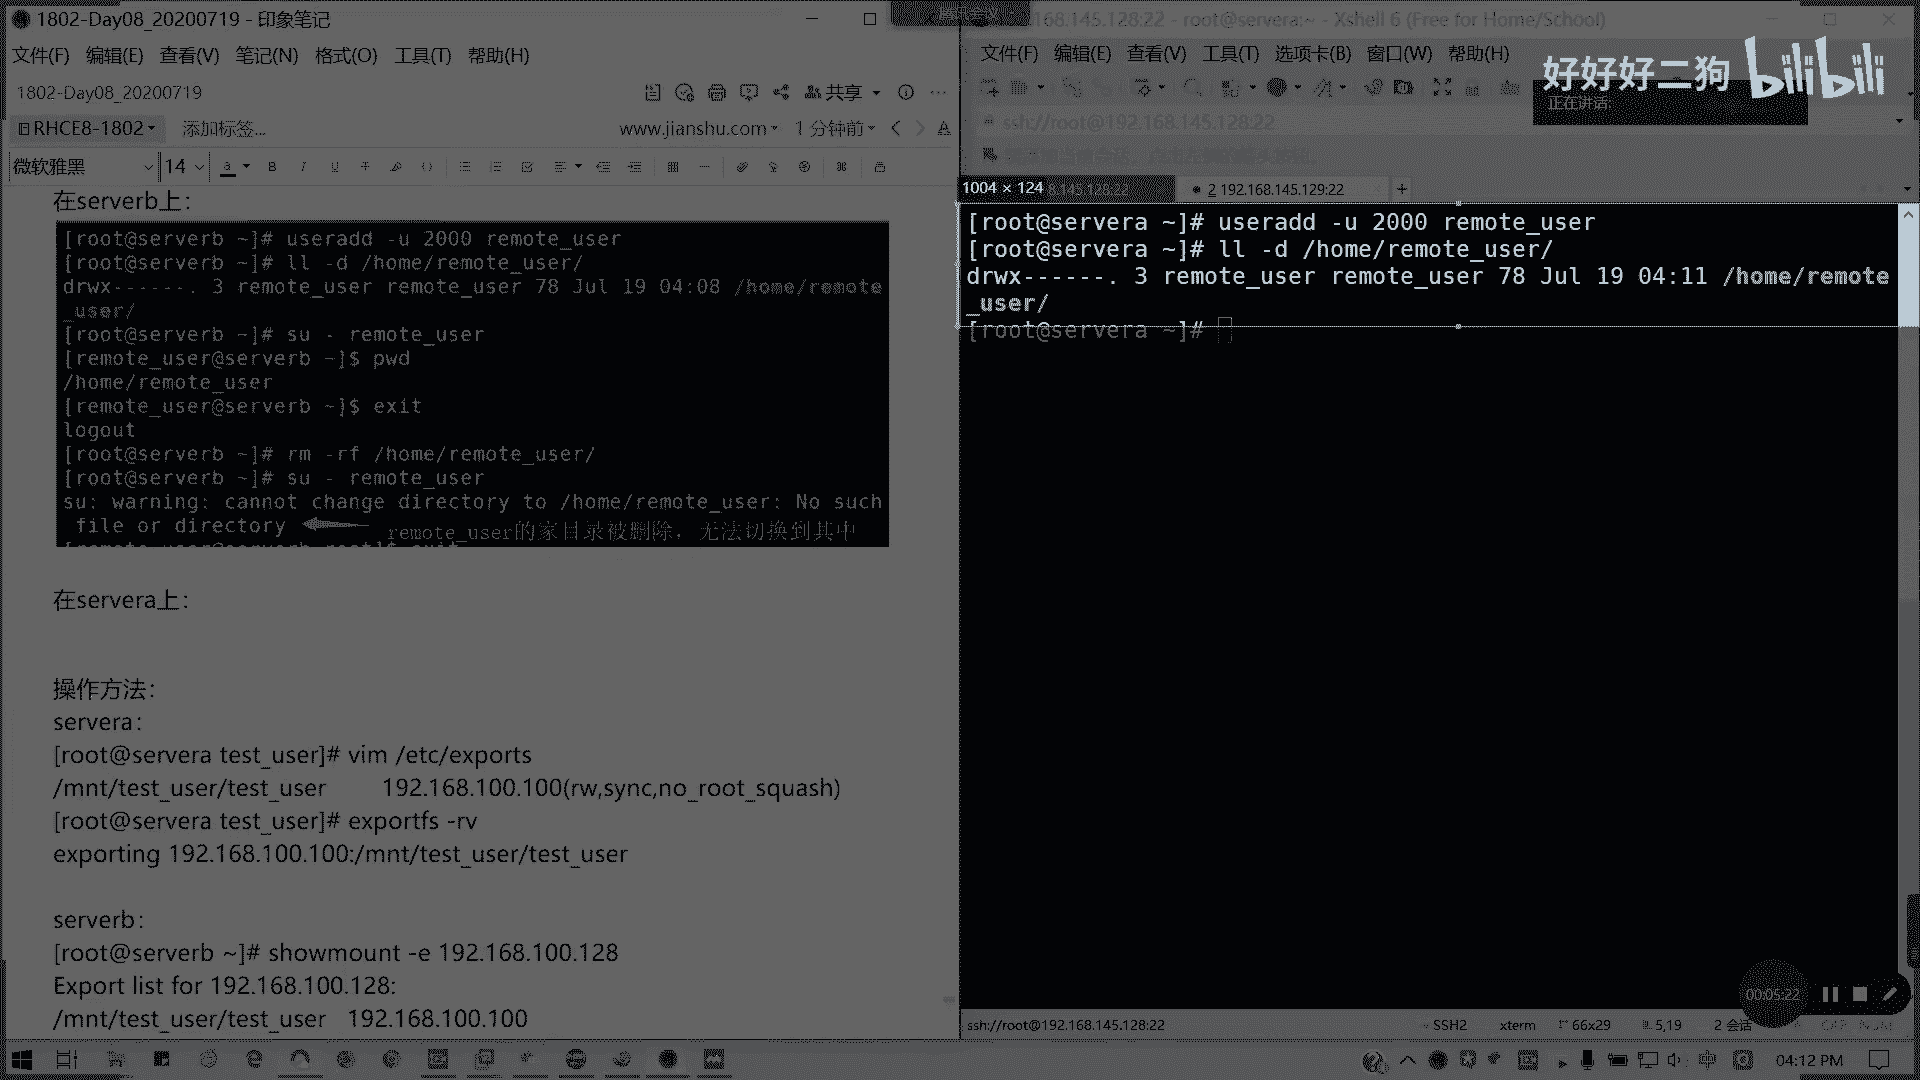 1802-Day08_20200719 - 印象笔记
文件(F) 编辑(E) 查看(V) 笔记(N) 格式(O) 工具(T) 帮助(H)
1802-Day08_20200719
共享
RHCE8-1802
添加标签...
www.jianshu.com
1 分钟前
微软雅黑
14
在serverb上：
[root@serverb ~]# useradd -u 2000 remote_user
[root@serverb ~]# ll -d /home/remote_user/
drwx------. 3 remote_user remote_user 78 Jul 19 04:08 /home/remote
_user/
[root@serverb ~]# su - remote_user
[remote_user@serverb ~]$ pwd
/home/remote_user
[remote_user@serverb ~]$ exit
logout
[root@serverb ~]# rm -rf /home/remote_user/
[root@serverb ~]# su - remote_user
su: warning: cannot change directory to /home/remote_user: No such
file or directory
remote_user的家目录被删除，无法切换到其中
在servera上：
操作方法：
servera：
[root@servera test_user]# vim /etc/exports
/mnt/test_user/test_user 192.168.100.100(rw,sync,no_root_squash)
[root@servera test_user]# exportfs -rv
exporting 192.168.100.100:/mnt/test_user/test_user
serverb：
[root@serverb ~]# showmount -e 192.168.100.128
Export list for 192.168.100.128:
/mnt/test_user/test_user 192.168.100.100
168.145.128:22 - root@servera:~ - Xshell 6 (Free for Home/School)
文件(F) 编辑(E) 查看(V) 工具(T) 选项卡(B) 窗口(W) 帮助(H)
好好好二狗 bilibili
正在讲话:
ssh://root@192.168.145.128:22
1004 × 124
8.145.128:22
2 192.168.145.129:22
[root@servera ~]# useradd -u 2000 remote_user
[root@servera ~]# ll -d /home/remote_user/
drwx------. 3 remote_user remote_user 78 Jul 19 04:11 /home/remote
_user/
[root@servera ~]#
00:05:22
ssh://root@192.168.145.128:22
SSH2
xterm
66x29
5,19
2 会话
中
04:12 PM